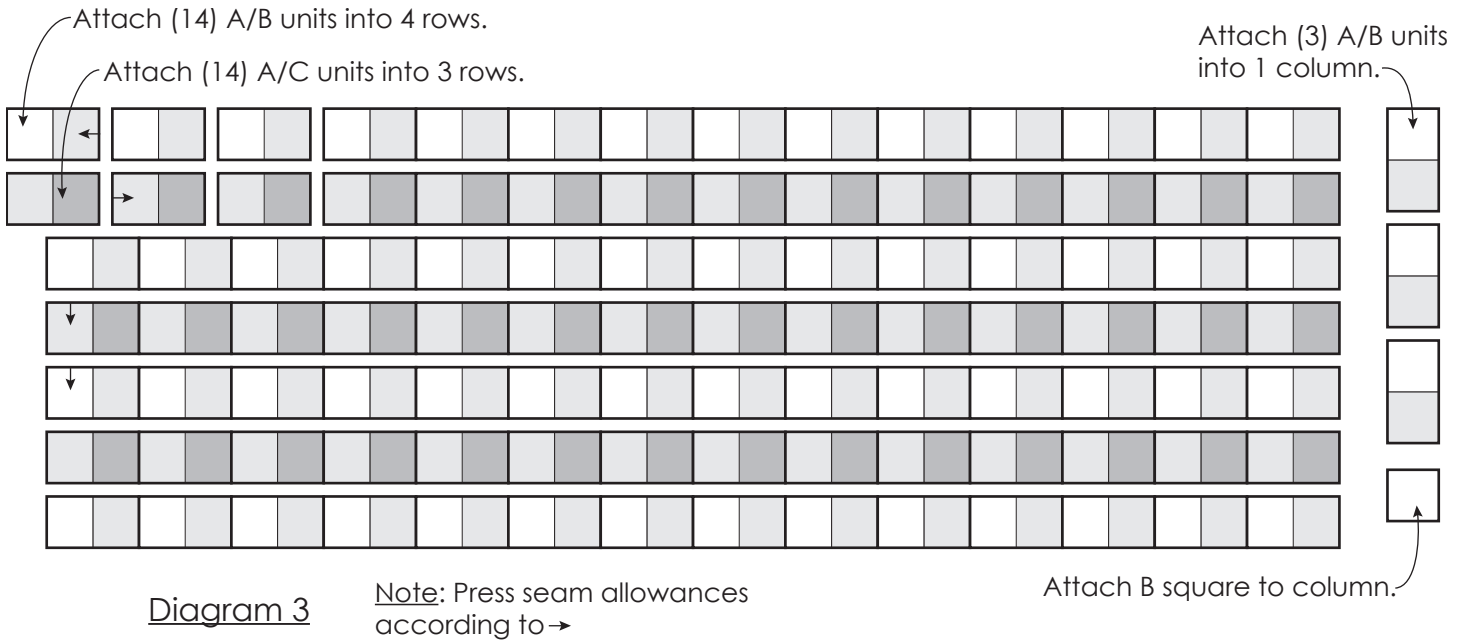 Attach (14) A/B units into 4 rows.
Attach (14) A/C units into 3 rows.
Attach (3) A/B units
into 1 column.
Attach B square to column.
Diagram 3
Note: Press seam allowances
according to →